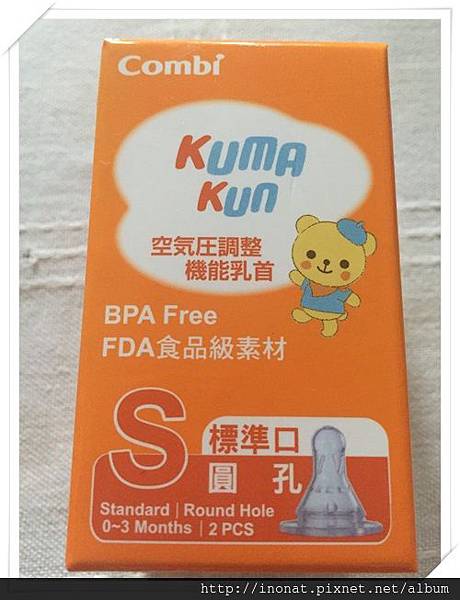 Combi
KUMA
KUN
空気圧調整
機能乳首
BPA Free
FDA食品級素材
S
標準口
圓 孔
Standard | Round Hole
0~3 Months | 2 PCS
http://inonat.pixnet.net/album